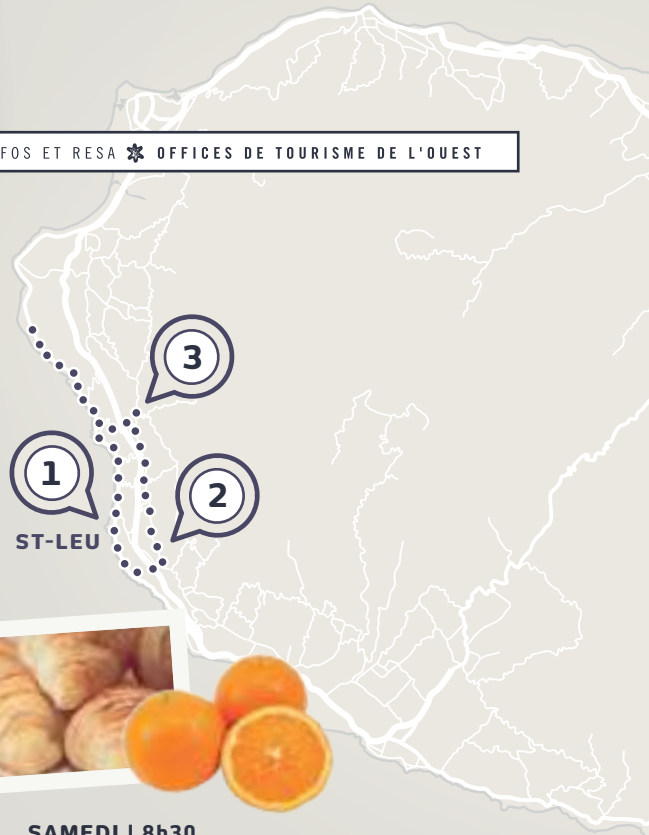 FOS ET RESA ✽ OFFICES DE TOURISME DE L'OUEST
3
1
2
ST-LEU
SAMEDI | 8h30